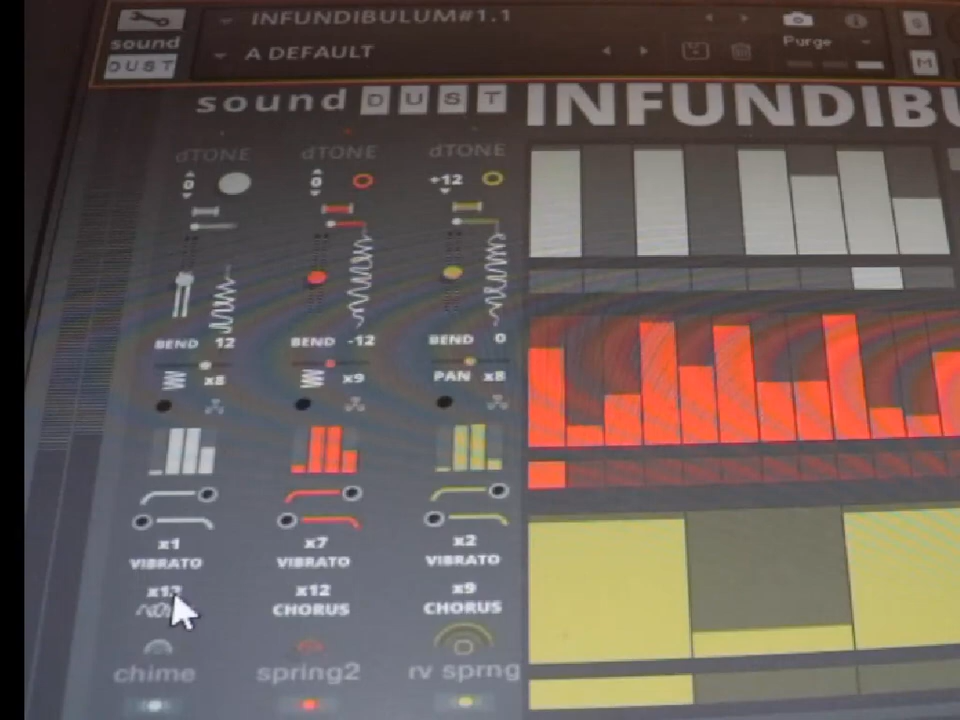 INFUNDIBULUM#1.1
sound
DUST
A DEFAULT
Purge
S
M
sound DUST INFUNDIBU
dTONE dTONE dTONE
0 0 +12
BEND 12 BEND -12 BEND 0
x8 x9 PAN x8
x1 x7 x2
VIBRATO VIBRATO VIBRATO
x12 x12 x9
CHORUS CHORUS
chime spring2 rv sprng